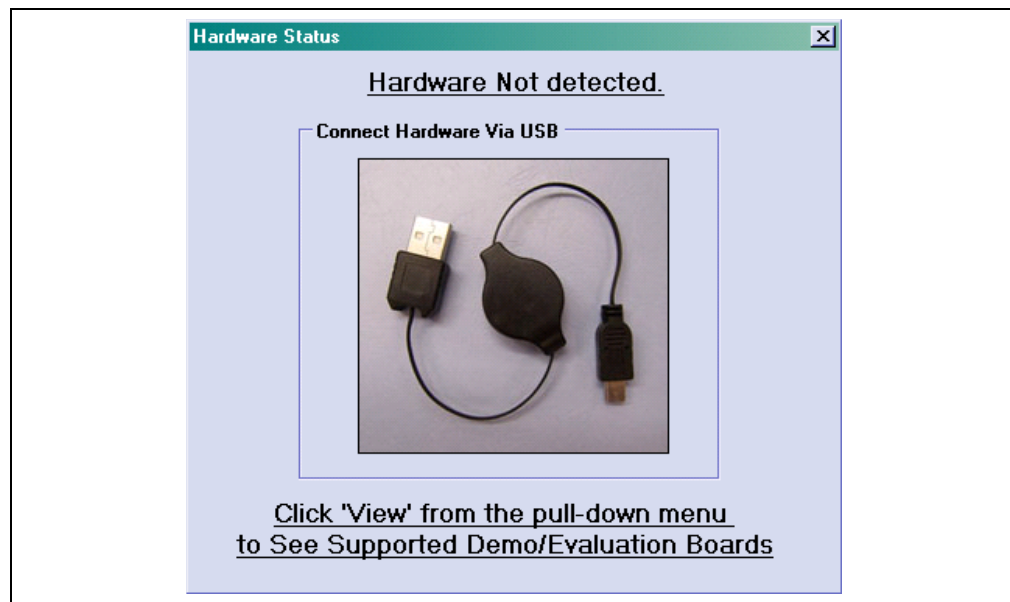 Hardware Status
Hardware Not detected.
Connect Hardware Via USB
Click 'View' from the pull-down menu
to See Supported Demo/Evaluation Boards